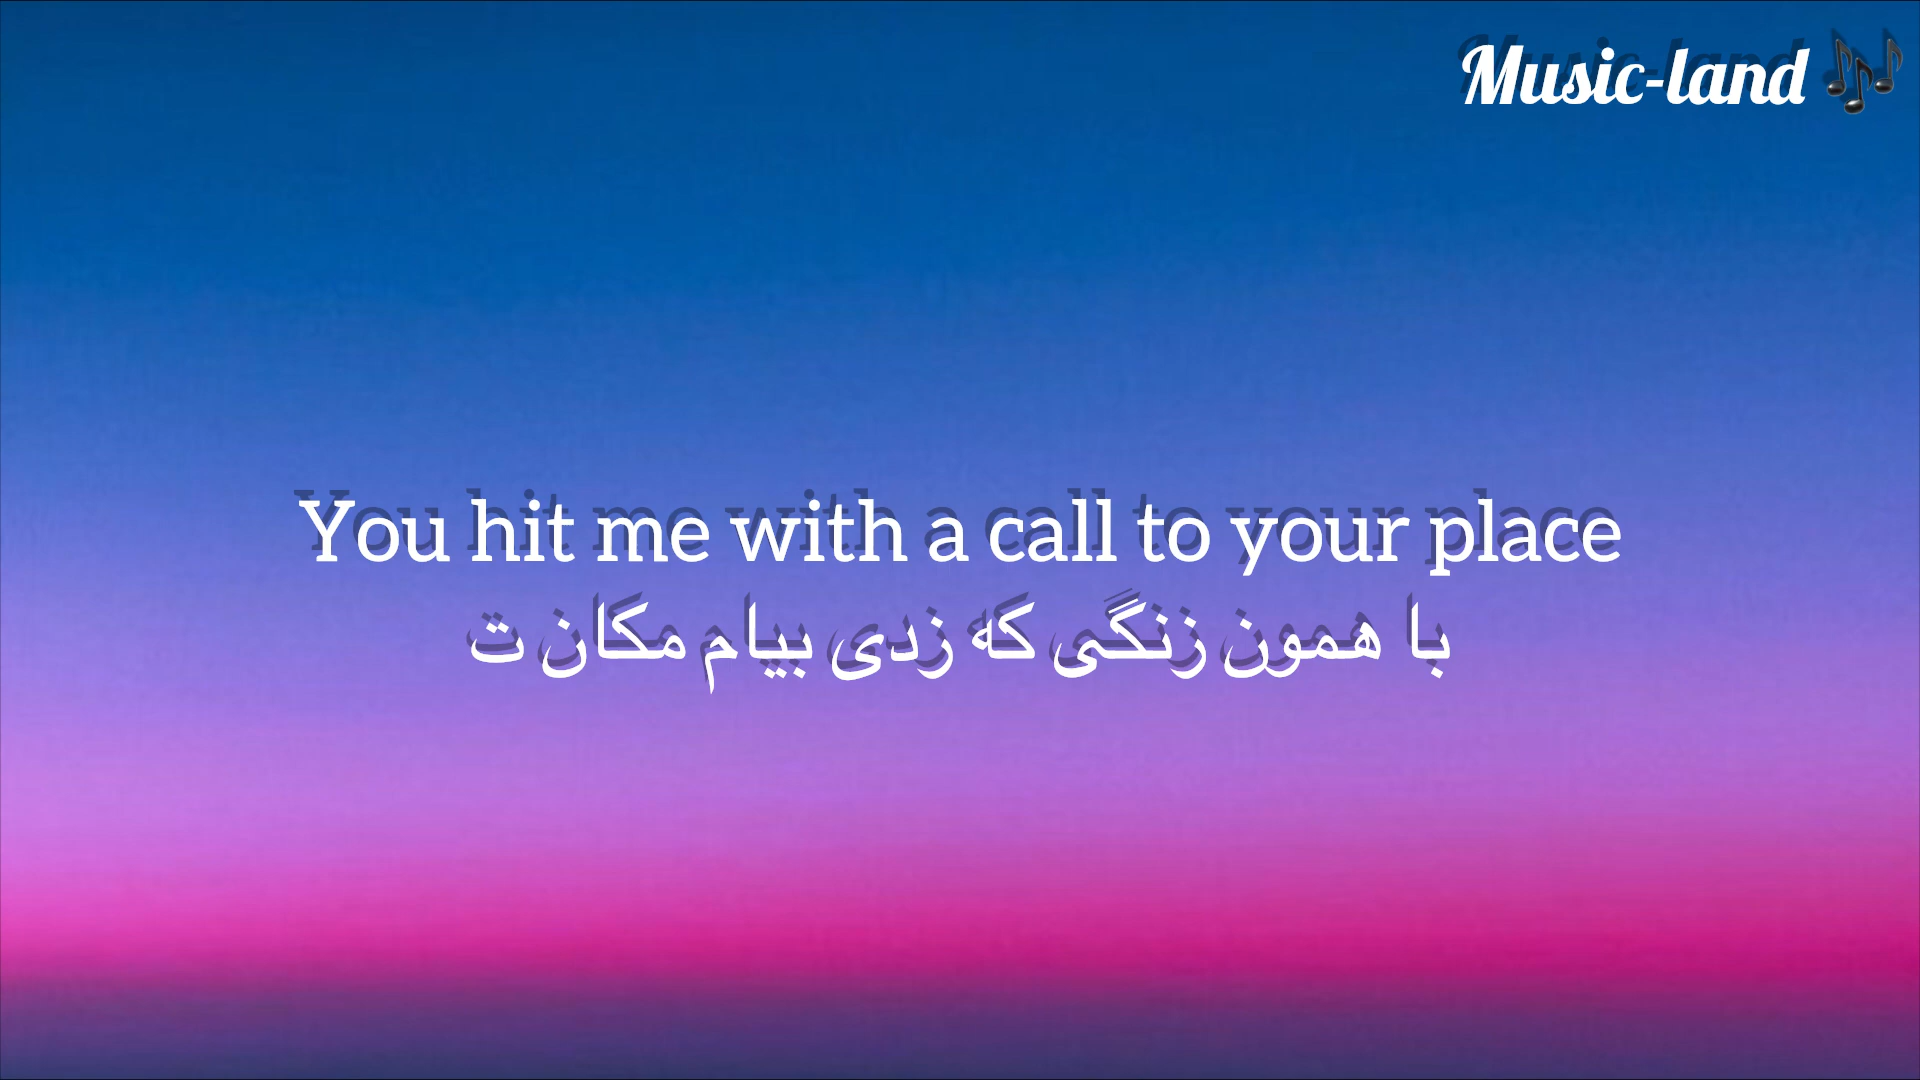 Music-land 🎶
You hit me with a call to your place
با همون زنگی که زدی بیام مکان ت